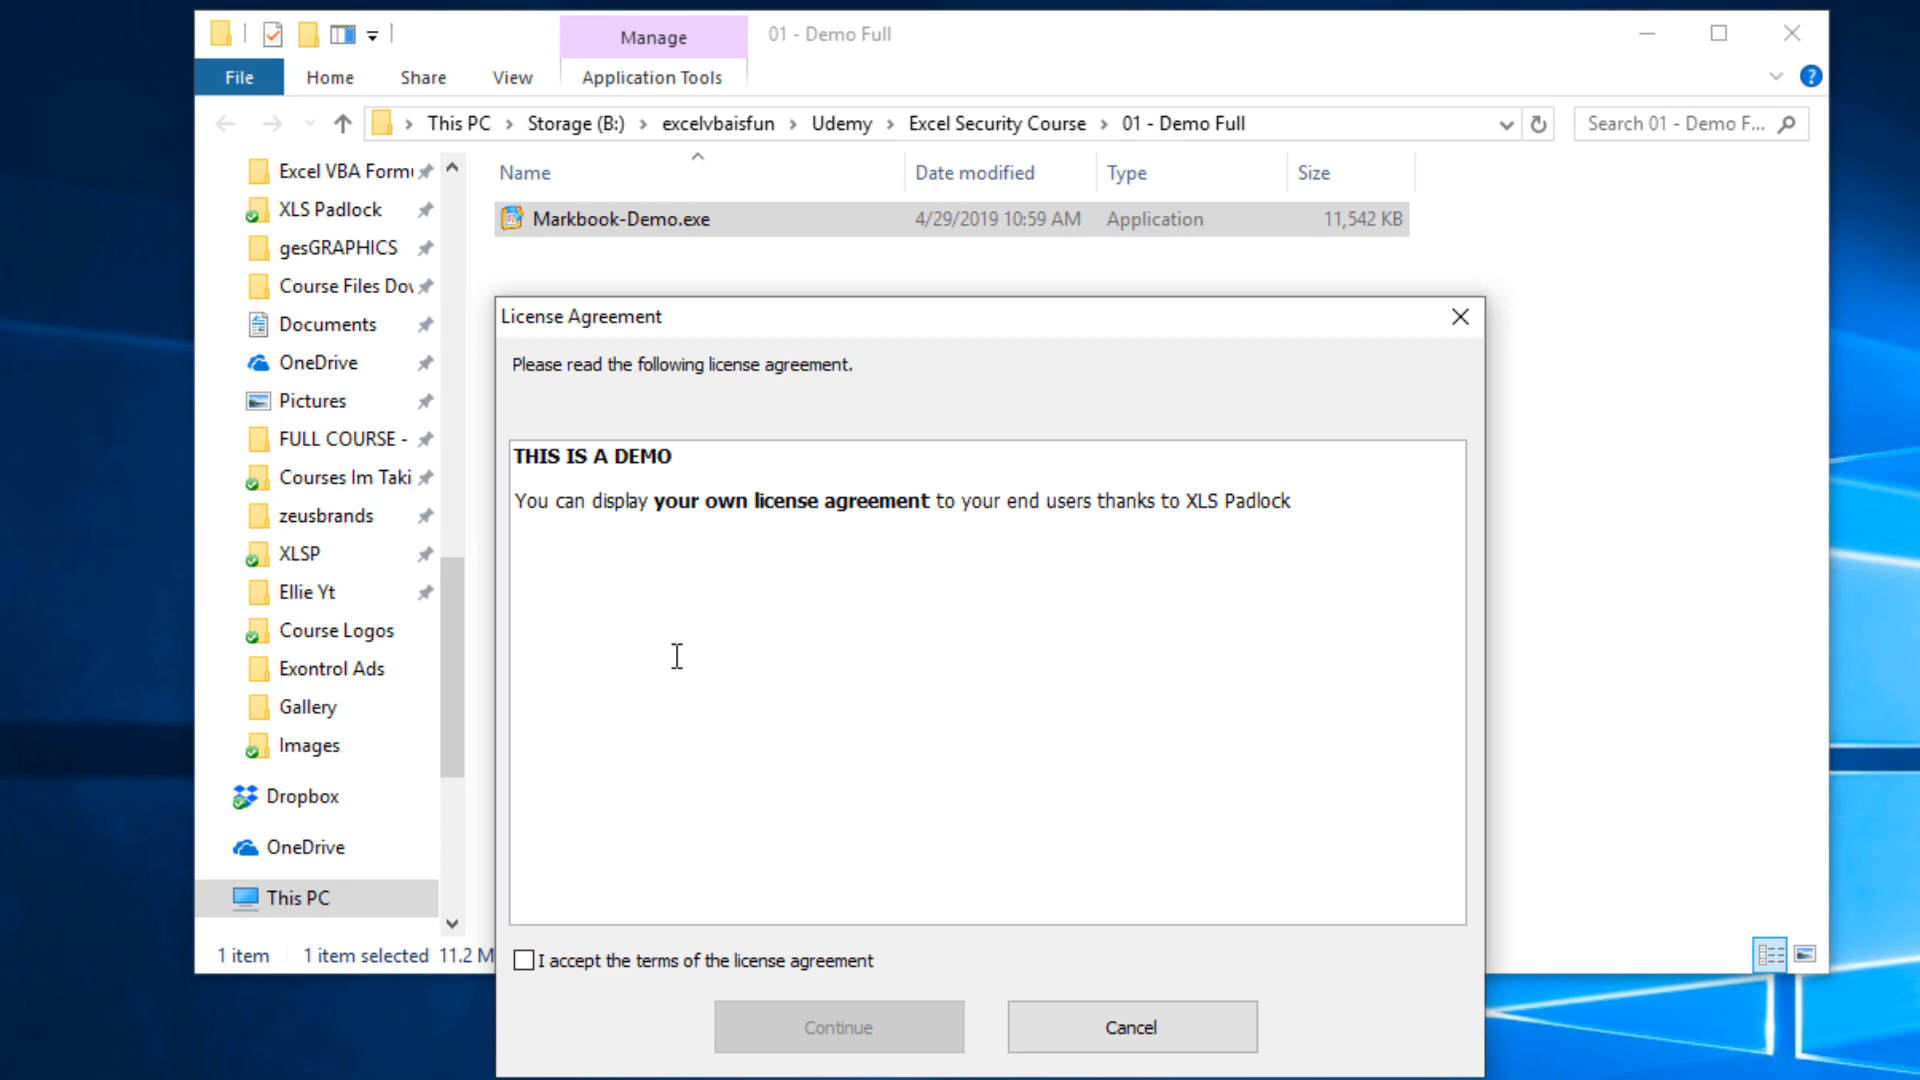 Manage
01 - Demo Full
File
Home
Share
View
Application Tools
This PC
Storage (B:)
excelvbaisfun
Udemy
Excel Security Course
01 - Demo Full
Search 01 - Demo F...
Name
Date modified
Type
Size
Markbook-Demo.exe
4/29/2019 10:59 AM
Application
11,542 KB
Excel VBA Form
XLS Padlock
gesGRAPHICS
Course Files Do
Documents
OneDrive
Pictures
FULL COURSE -
Courses Im Taki
zeusbrands
XLSP
Ellie Yt
Course Logos
Exontrol Ads
Gallery
Images
Dropbox
OneDrive
This PC
1 item
1 item selected
11.2 M
License Agreement
Please read the following license agreement.
THIS IS A DEMO
You can display your own license agreement to your end users thanks to XLS Padlock
I accept the terms of the license agreement
Continue
Cancel